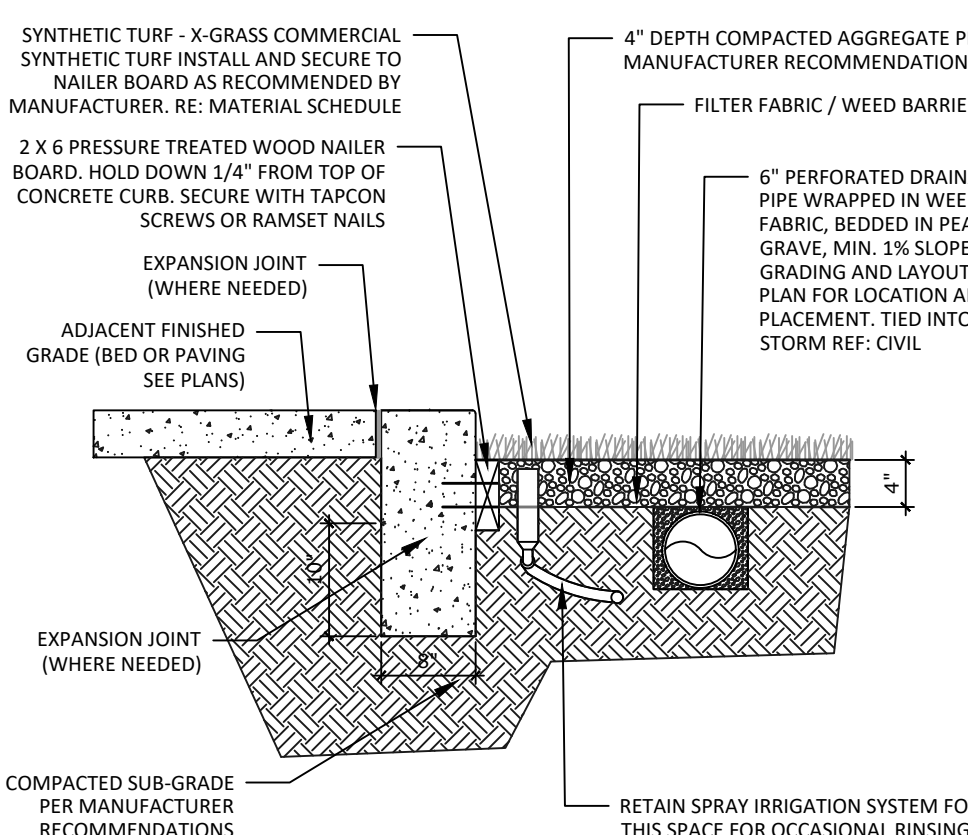 SYNTHETIC TURF - X-GRASS COMMERCIAL
SYNTHETIC TURF INSTALL AND SECURE TO
NAILER BOARD AS RECOMMENDED BY
MANUFACTURER. RE: MATERIAL SCHEDULE
2 X 6 PRESSURE TREATED WOOD NAILER
BOARD. HOLD DOWN 1/4" FROM TOP OF
CONCRETE CURB. SECURE WITH TAPCON
SCREWS OR RAMSET NAILS
EXPANSION JOINT
(WHERE NEEDED)
ADJACENT FINISHED
GRADE (BED OR PAVING
SEE PLANS)
4" DEPTH COMPACTED AGGREGATE
MANUFACTURER RECOMMENDATION
FILTER FABRIC / WEED BARRIE
6" PERFORATED DRAIN
PIPE WRAPPED IN WEE
FABRIC, BEDDED IN PEA
GRAVE, MIN. 1% SLOPE
GRADING AND LAYOUT
PLAN FOR LOCATION
PLACEMENT. TIED INTO
STORM REF: CIVIL
4"
10"
8"
EXPANSION JOINT
(WHERE NEEDED)
COMPACTED SUB-GRADE
PER MANUFACTURER
RECOMMENDATIONS
RETAIN SPRAY IRRIGATION SYSTEM FO
THIS SPACE FOR OCCASIONAL RINSING